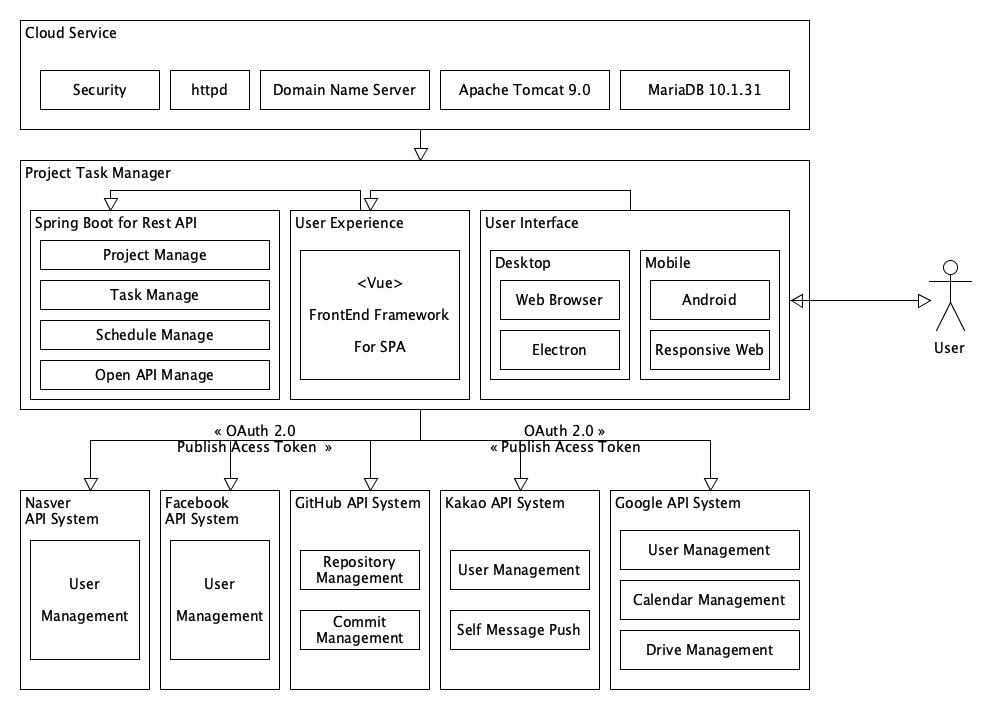 Cloud Service
Security
httpd
Domain Name Server
Apache Tomcat 9.0
MariaDB 10.1.31
Project Task Manager
Spring Boot for Rest API
Project Manage
Task Manage
Schedule Manage
Open API Manage
User Experience
<Vue>
FrontEnd Framework
For SPA
User Interface
Desktop
Web Browser
Electron
Mobile
Android
Responsive Web
User
« OAuth 2.0
Publish Acess Token »
OAuth 2.0 »
« Publish Acess Token
Nasver
API System
User
Management
Facebook
API System
User
Management
GitHub API System
Repository
Management
Commit
Management
Kakao API System
User Management
Self Message Push
Google API System
User Management
Calendar Management
Drive Management